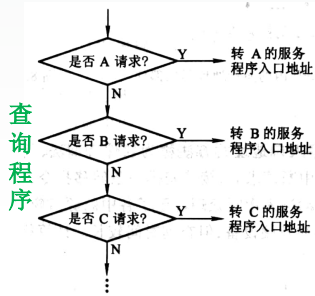 查询程序
是否 A 请求?
Y
转 A 的服务
程序入口地址
N
是否 B 请求?
Y
转 B 的服务
程序入口地址
N
是否 C 请求?
Y
转 C 的服务
程序入口地址
N